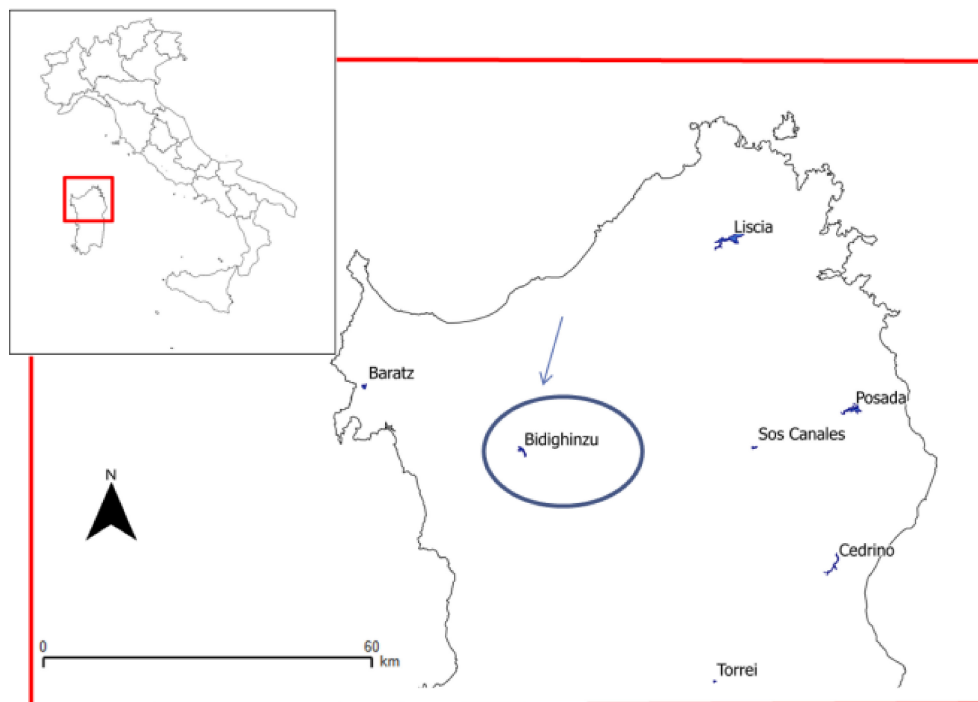 Liscia
Baratz
Posada
Bidighinzu
Sos Canales
N
Cedrino
0
60
km
Torrei